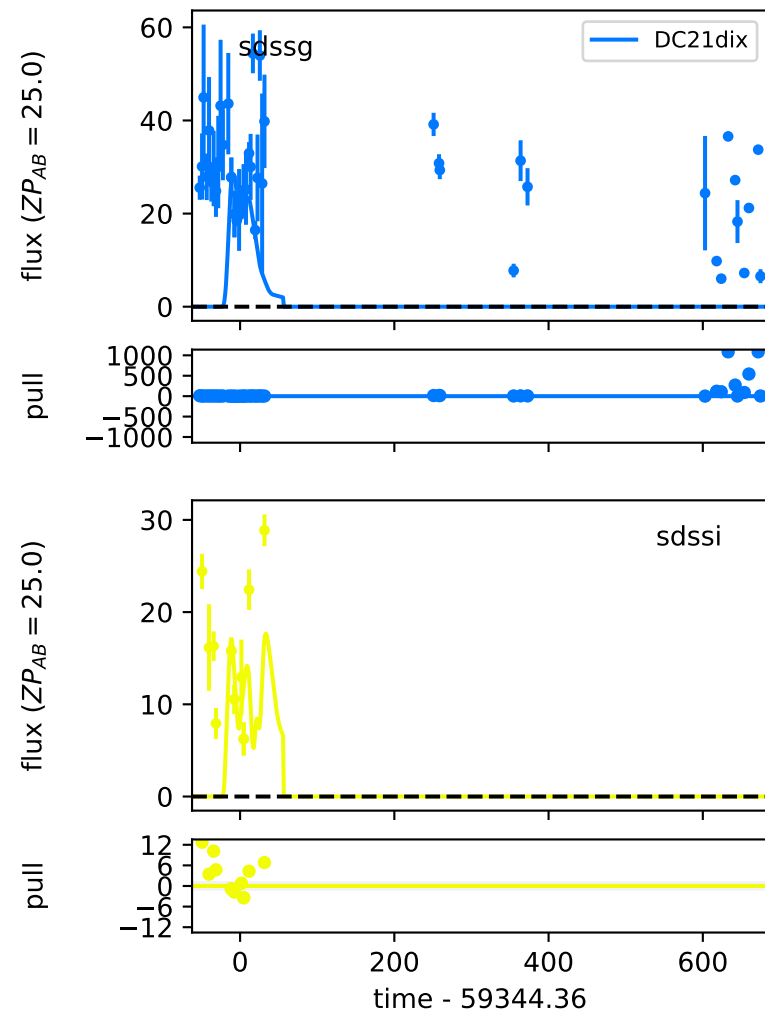 60
sdssg
DC21dix
40
flux (ZP_AB = 25.0)
20
0
1000
500
pull
0
−500
−1000
30
sdssi
20
flux (ZP_AB = 25.0)
10
0
12
6
pull
0
−6
−12
0 200 400 600
time - 59344.36